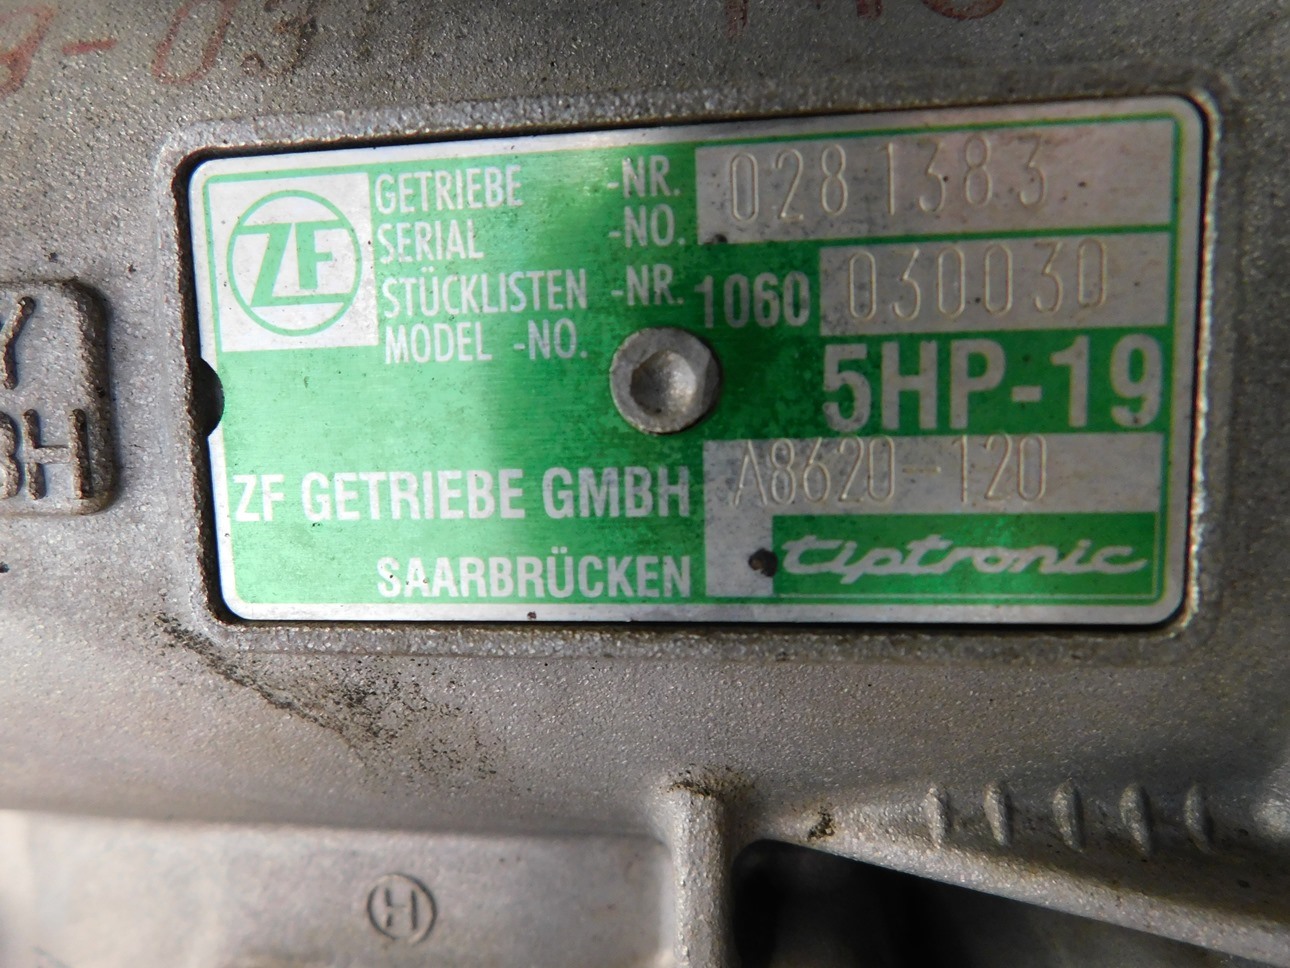 ZF
GETRIEBE -NR. 0281383
SERIAL -NO.
STÜCKLISTEN -NR. 1060 030030
MODEL -NO.
5HP-19
ZF GETRIEBE GMBH A8620-120
SAARBRÜCKEN tiptronic
Y
BH
H